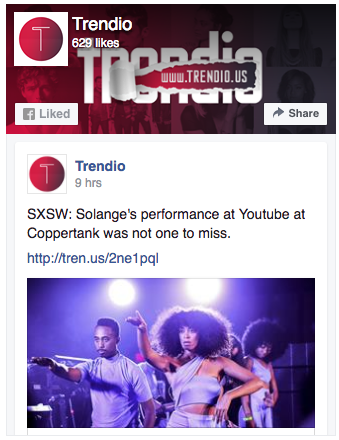 Trendio
629 likes
Trendio
www.TRENDIO.us
Liked
Share
Trendio
9 hrs
SXSW: Solange's performance at Youtube at
Coppertank was not one to miss.
http://tren.us/2ne1pql